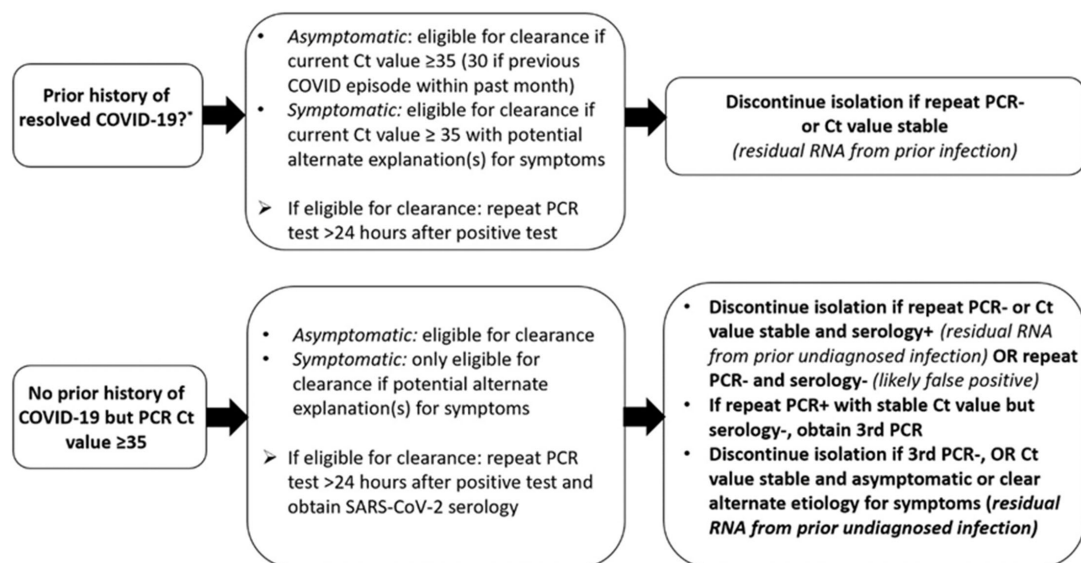 Prior history of
resolved COVID-19?*
• Asymptomatic: eligible for clearance if
current Ct value ≥35 (30 if previous
COVID episode within past month)
• Symptomatic: eligible for clearance if
current Ct value ≥ 35 with potential
alternate explanation(s) for symptoms
➢ If eligible for clearance: repeat PCR
test >24 hours after positive test
Discontinue isolation if repeat PCR-
or Ct value stable
(residual RNA from prior infection)
No prior history of
COVID-19 but PCR Ct
value ≥35
• Asymptomatic: eligible for clearance
• Symptomatic: only eligible for
clearance if potential alternate
explanation(s) for symptoms
➢ If eligible for clearance: repeat PCR
test >24 hours after positive test and
obtain SARS-CoV-2 serology
• Discontinue isolation if repeat PCR- or Ct
value stable and serology+ (residual RNA
from prior undiagnosed infection) OR repeat
PCR- and serology- (likely false positive)
• If repeat PCR+ with stable Ct value but
serology-, obtain 3rd PCR
• Discontinue isolation if 3rd PCR-, OR Ct
value stable and asymptomatic or clear
alternate etiology for symptoms (residual
RNA from prior undiagnosed infection)